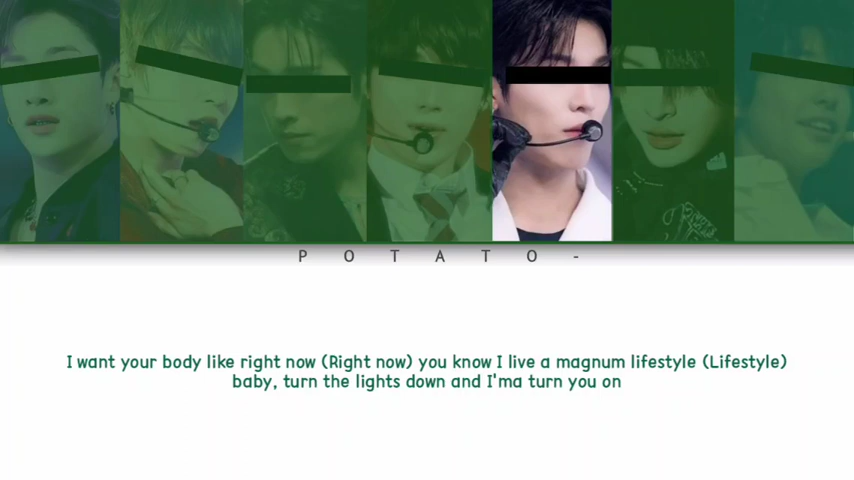 P O T A T O -
I want your body like right now (Right now) you know I live a magnum lifestyle (Lifestyle)
baby, turn the lights down and I'ma turn you on